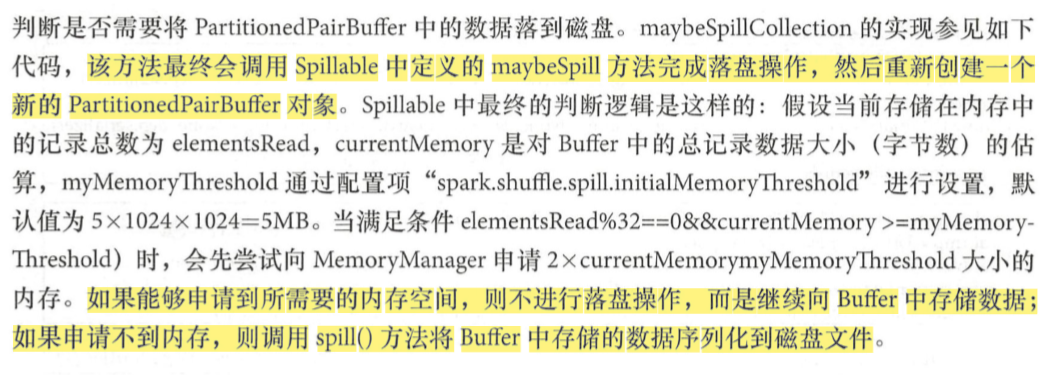 判断是否需要将 PartitionedPairBuffer 中的数据落到磁盘。maybeSpillCollection 的实现参见如下
代码，该方法最终会调用 Spillable 中定义的 maybeSpill 方法完成落盘操作，然后重新创建一个
新的 PartitionedPairBuffer 对象。Spillable 中最终的判断逻辑是这样的：假设当前存储在内存中
的记录总数为 elementsRead，currentMemory 是对 Buffer 中的总记录数据大小（字节数）的估
算，myMemoryThreshold 通过配置项“spark.shuffle.spill.initialMemoryThreshold”进行设置，默
认值为 5×1024×1024=5MB。当满足条件 elementsRead%32==0&&currentMemory >=myMemory-
Threshold）时，会先尝试向 MemoryManager 申请 2×currentMemorymyMemoryThreshold 大小的
内存。如果能够申请到所需要的内存空间，则不进行落盘操作，而是继续向 Buffer 中存储数据；
如果申请不到内存，则调用 spill() 方法将 Buffer 中存储的数据序列化到磁盘文件。